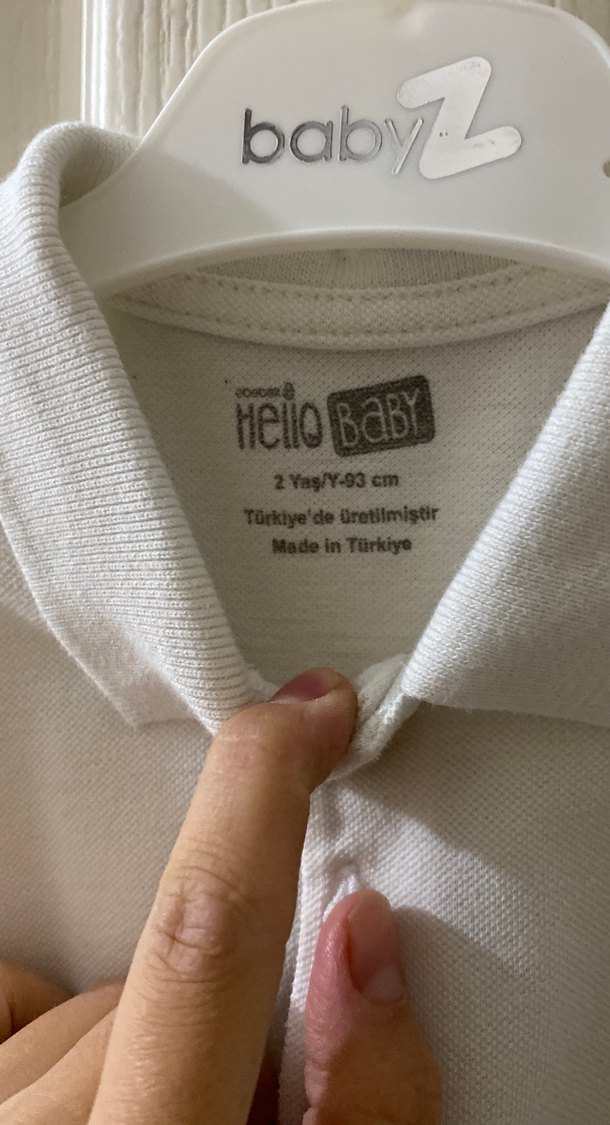 babyZ
Hello BaBY
2 Yaş/Y-93 cm
Türkiye'de üretilmiştir
Made in Türkiye